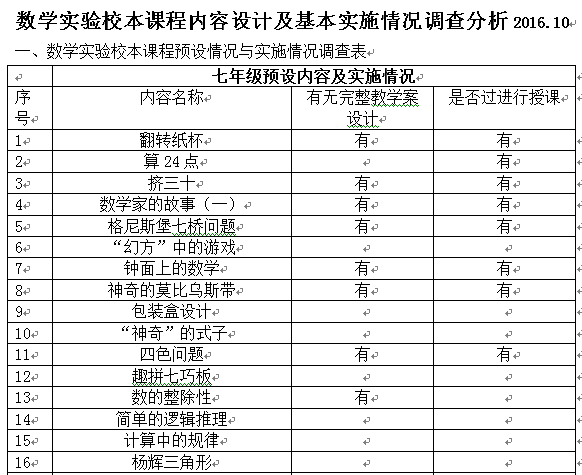 数学实验校本课程内容设计及基本实施情况调查分析 2016.10
一、数学实验校本课程预设情况与实施情况调查表
七年级预设内容及实施情况
序号 内容名称 有无完整教学案设计 是否过进行授课
1 翻转纸杯 有 有
2 算 24 点 有
3 挤三十 有 有
4 数学家的故事（一） 有 有
5 格尼斯堡七桥问题 有 有
6 “幻方”中的游戏
7 钟面上的数学 有 有
8 神奇的莫比乌斯带 有 有
9 包装盒设计
10 “神奇”的式子
11 四色问题 有 有
12 趣拼七巧板
13 数的整除性 有
14 简单的逻辑推理
15 计算中的规律
16 杨辉三角形